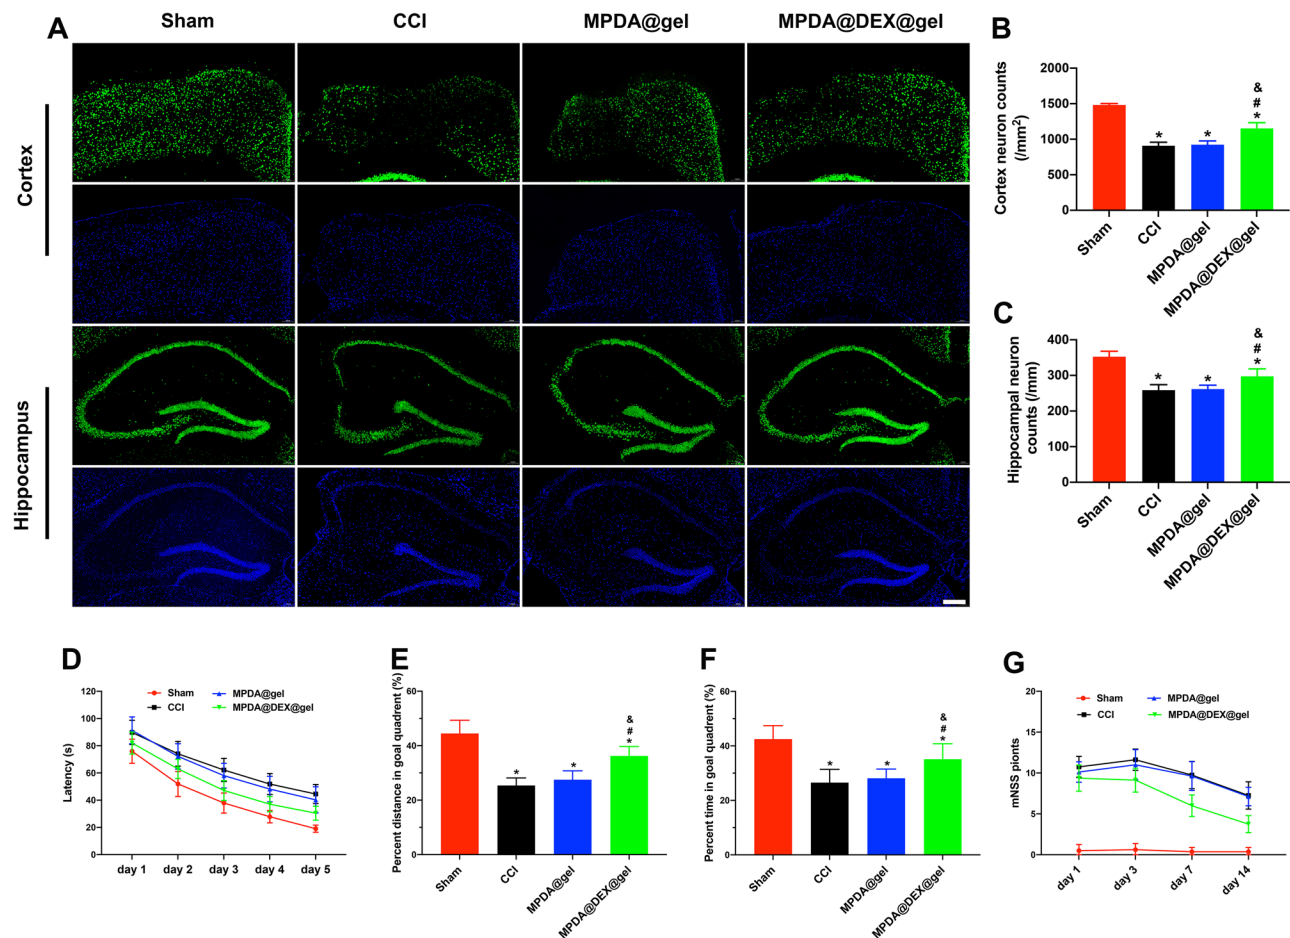 A
Sham
CCI
MPDA@gel
MPDA@DEX@gel
Cortex
Hippocampus
B
Cortex neuron counts
(/mm²)
2000
1500
1000
500
0
*
*
&
#
*
Sham
CCI
MPDA@gel
MPDA@DEX@gel
C
Hippocampal neuron
counts (/mm)
400
300
200
100
0
*
*
&
#
*
Sham
CCI
MPDA@gel
MPDA@DEX@gel
D
Latency (s)
120
100
80
60
40
20
0
Sham
CCI
MPDA@gel
MPDA@DEX@gel
day 1
day 2
day 3
day 4
day 5
E
Percent distance in goal quadrent (%)
60
40
20
0
*
*
&
#
*
Sham
CCI
MPDA@gel
MPDA@DEX@gel
F
Percent time in goal quadrent (%)
60
40
20
0
*
*
&
#
*
Sham
CCI
MPDA@gel
MPDA@DEX@gel
G
mNSS pionts
15
10
5
0
Sham
CCI
MPDA@gel
MPDA@DEX@gel
day 1
day 3
day 7
day 14